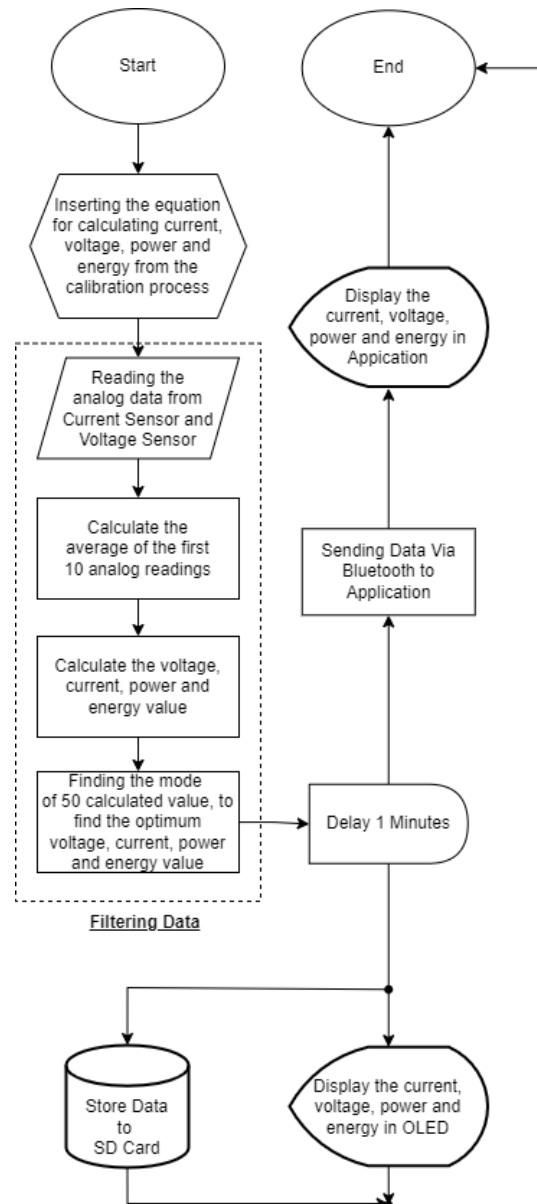 Start
Inserting the equation
for calculating current,
voltage, power and
energy from the
calibration process
Reading the
analog data from
Current Sensor and
Voltage Sensor
Calculate the
average of the first
10 analog readings
Calculate the voltage,
current, power and
energy value
Finding the mode
of 50 calculated value, to
find the optimum
voltage, current, power
and energy value
Filtering Data
Delay 1 Minutes
Sending Data Via
Bluetooth to
Application
Display the
current, voltage,
power and energy in
Appication
End
Store Data
to
SD Card
Display the current,
voltage, power and
energy in OLED